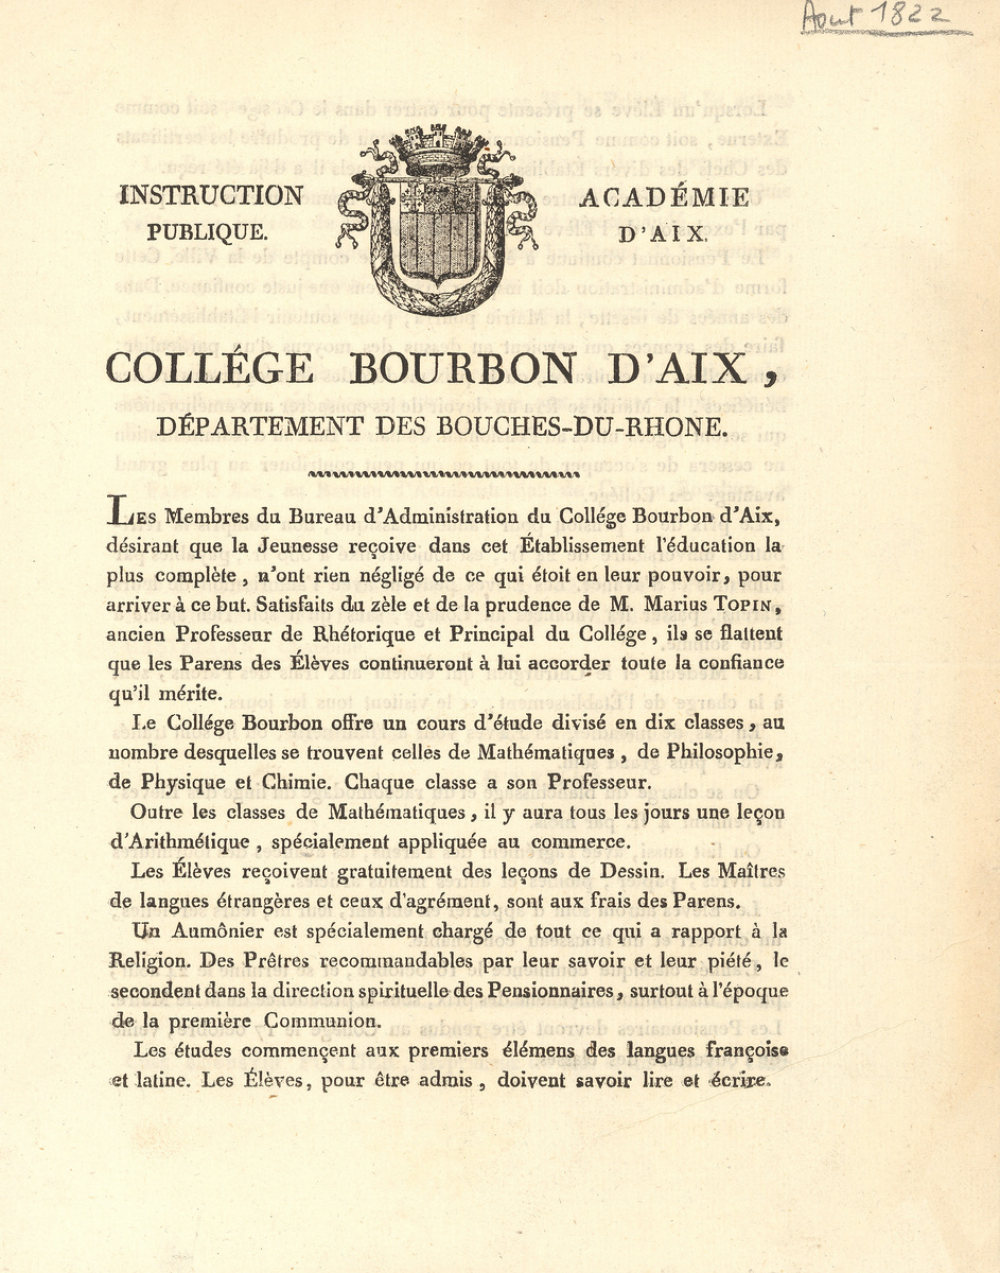 Aout 1822
INSTRUCTION
PUBLIQUE.
ACADÉMIE
D'AIX.
COLLÉGE BOURBON D'AIX,
DÉPARTEMENT DES BOUCHES-DU-RHONE.
LES Membres du Bureau d'Administration du Collége Bourbon d'Aix,
désirant que la Jeunesse reçoive dans cet Établissement l'éducation la
plus complète, n'ont rien négligé de ce qui étoit en leur pouvoir, pour
arriver à ce but. Satisfaits du zèle et de la prudence de M. Marius TOPIN,
ancien Professeur de Rhétorique et Principal du Collége, ils se flattent
que les Parens des Élèves continueront à lui accorder toute la confiance
qu'il mérite.
Le Collége Bourbon offre un cours d'étude divisé en dix classes, au
nombre desquelles se trouvent celles de Mathématiques, de Philosophie,
de Physique et Chimie. Chaque classe a son Professeur.
Outre les classes de Mathématiques, il y aura tous les jours une leçon
d'Arithmétique, spécialement appliquée au commerce.
Les Élèves reçoivent gratuitement des leçons de Dessin. Les Maîtres
de langues étrangères et ceux d'agrément, sont aux frais des Parens.
Un Aumônier est spécialement chargé de tout ce qui a rapport à la
Religion. Des Prêtres recommandables par leur savoir et leur piété, le
secondent dans la direction spirituelle des Pensionnaires, surtout à l'époque
de la première Communion.
Les études commençent aux premiers élémens des langues françoise
et latine. Les Élèves, pour être admis, doivent savoir lire et écrire.